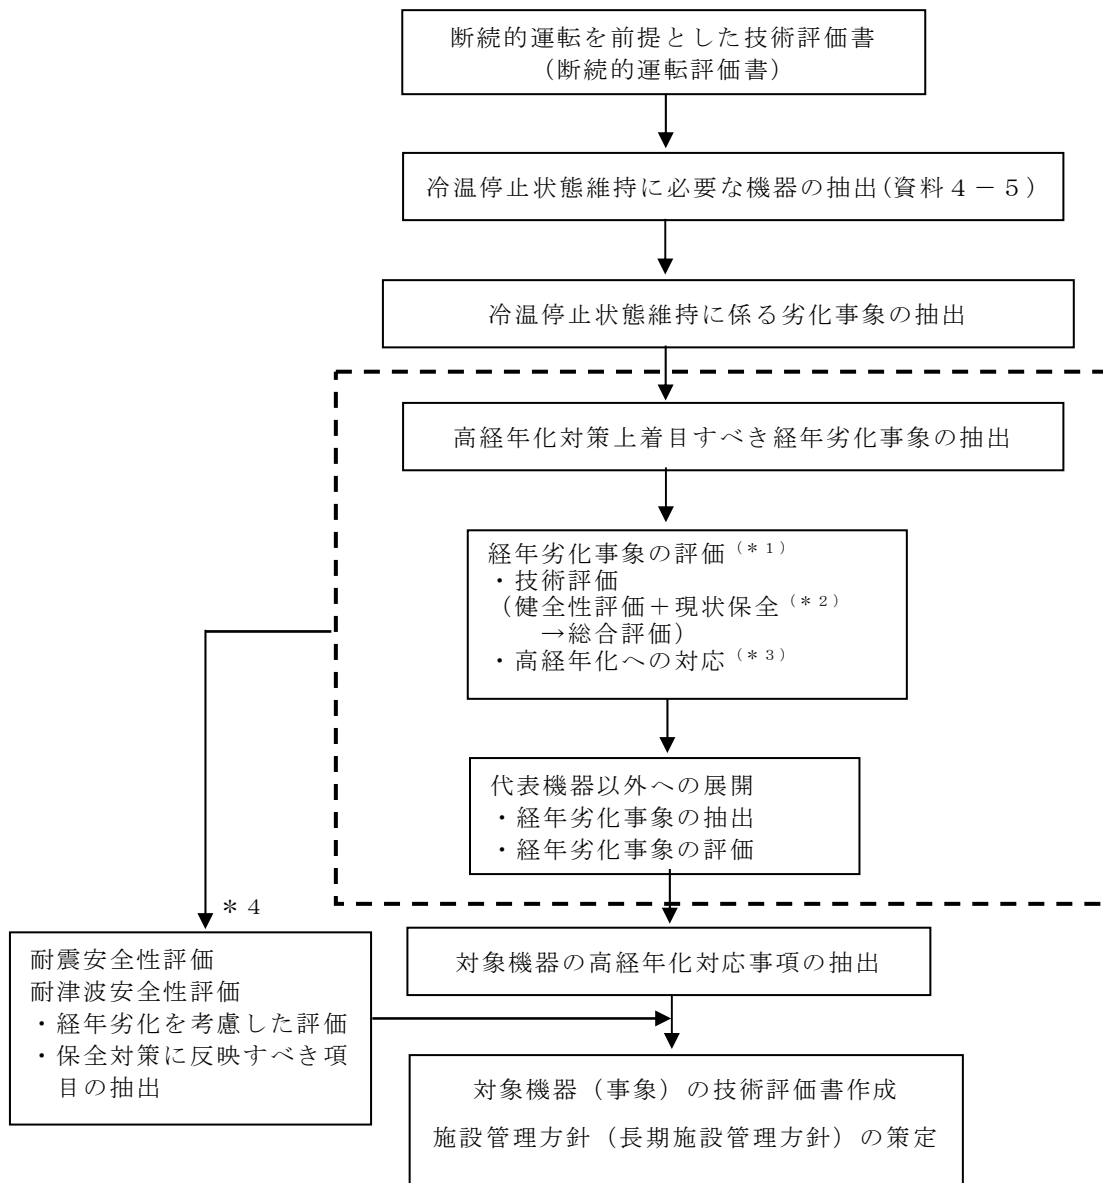 断続的運転を前提とした技術評価書
（断続的運転評価書）
冷温停止状態維持に必要な機器の抽出(資料４－５)
冷温停止状態維持に係る劣化事象の抽出
高経年化対策上着目すべき経年劣化事象の抽出
経年劣化事象の評価(＊1)
・技術評価
（健全性評価＋現状保全(＊2)
→総合評価）
・高経年化への対応(＊3)
代表機器以外への展開
・経年劣化事象の抽出
・経年劣化事象の評価
＊４
耐震安全性評価
耐津波安全性評価
・経年劣化を考慮した評価
・保全対策に反映すべき項
目の抽出
対象機器の高経年化対応事項の抽出
対象機器（事象）の技術評価書作成
施設管理方針（長期施設管理方針）の策定